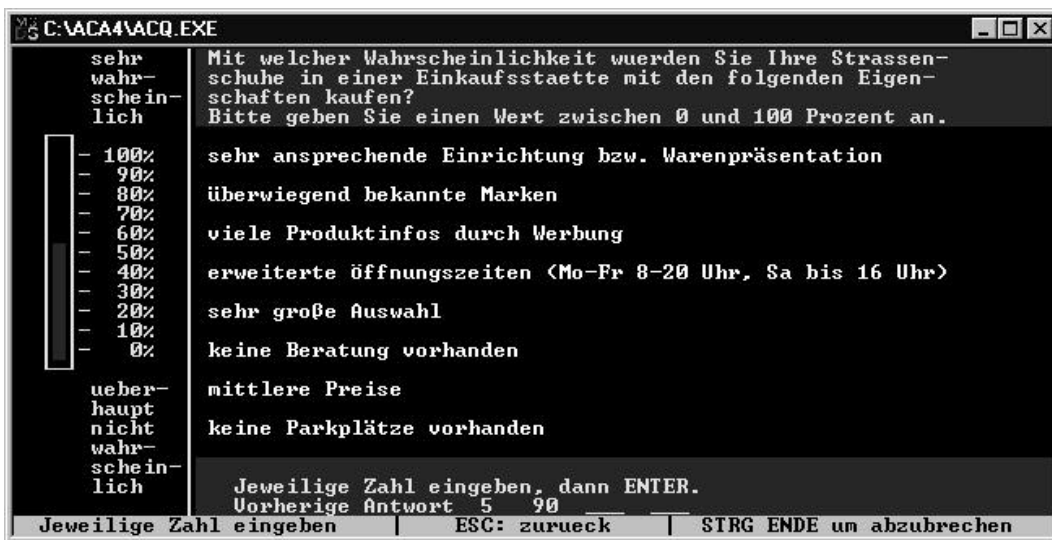 C:\ACA4\ACQ.EXE
sehr
wahr-
schein-
lich
100%
90%
80%
70%
60%
50%
40%
30%
20%
10%
0%
ueber-
haupt
nicht
wahr-
schein-
lich
Mit welcher Wahrscheinlichkeit wuerden Sie Ihre Strassen-
schuhe in einer Einkaufsstaette mit den folgenden Eigen-
schaften kaufen?
Bitte geben Sie einen Wert zwischen 0 und 100 Prozent an.
sehr ansprechende Einrichtung bzw. Warenpräsentation
überwiegend bekannte Marken
viele Produktinfos durch Werbung
erweiterte Öffnungszeiten (Mo-Fr 8-20 Uhr, Sa bis 16 Uhr)
sehr große Auswahl
keine Beratung vorhanden
mittlere Preise
keine Parkplätze vorhanden
Jeweilige Zahl eingeben, dann ENTER.
Vorherige Antwort 5 90 ___ ___
Jeweilige Zahl eingeben | ESC: zurueck | STRG ENDE um abzubrechen